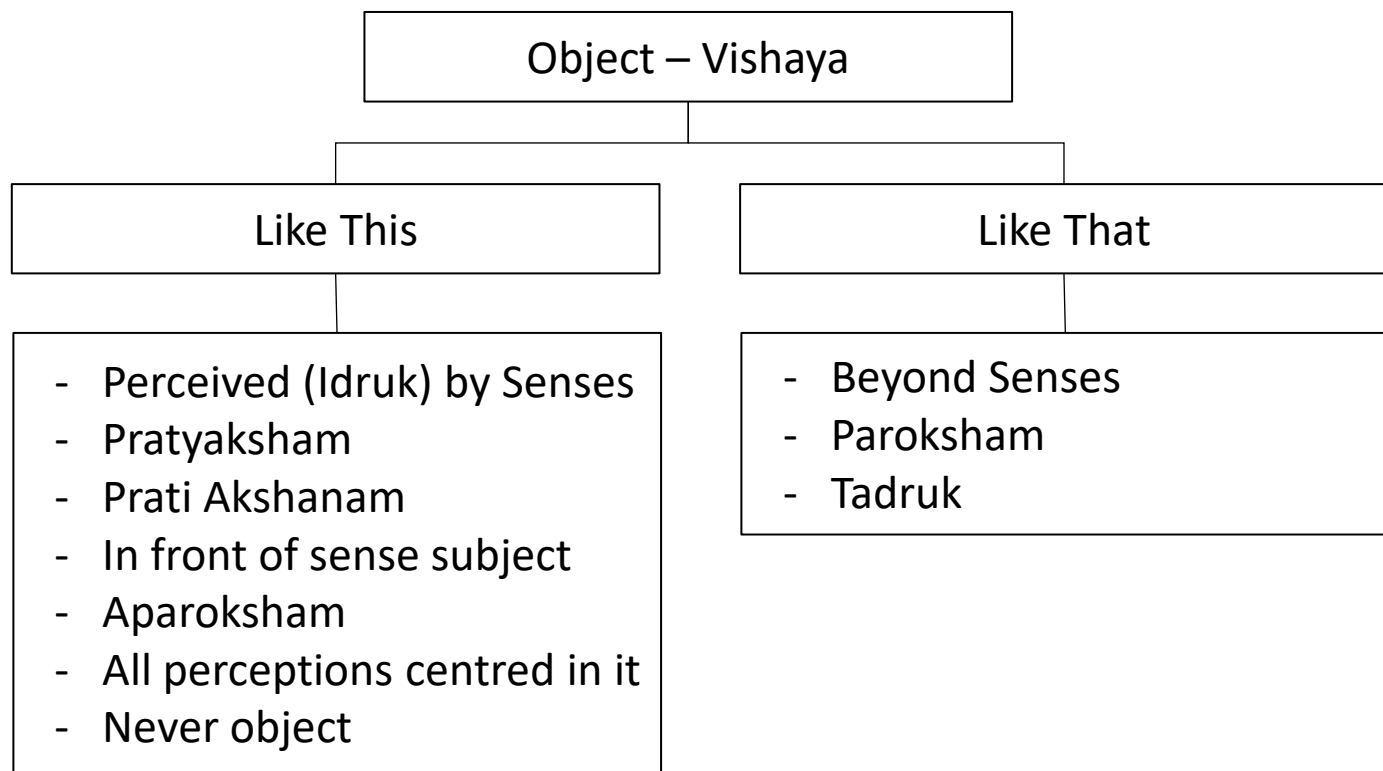 Object – Vishaya
Like This
Like That
- Perceived (Idruk) by Senses
- Pratyaksham
- Prati Akshanam
- In front of sense subject
- Aparoksham
- All perceptions centred in it
- Never object
- Beyond Senses
- Paroksham
- Tadruk